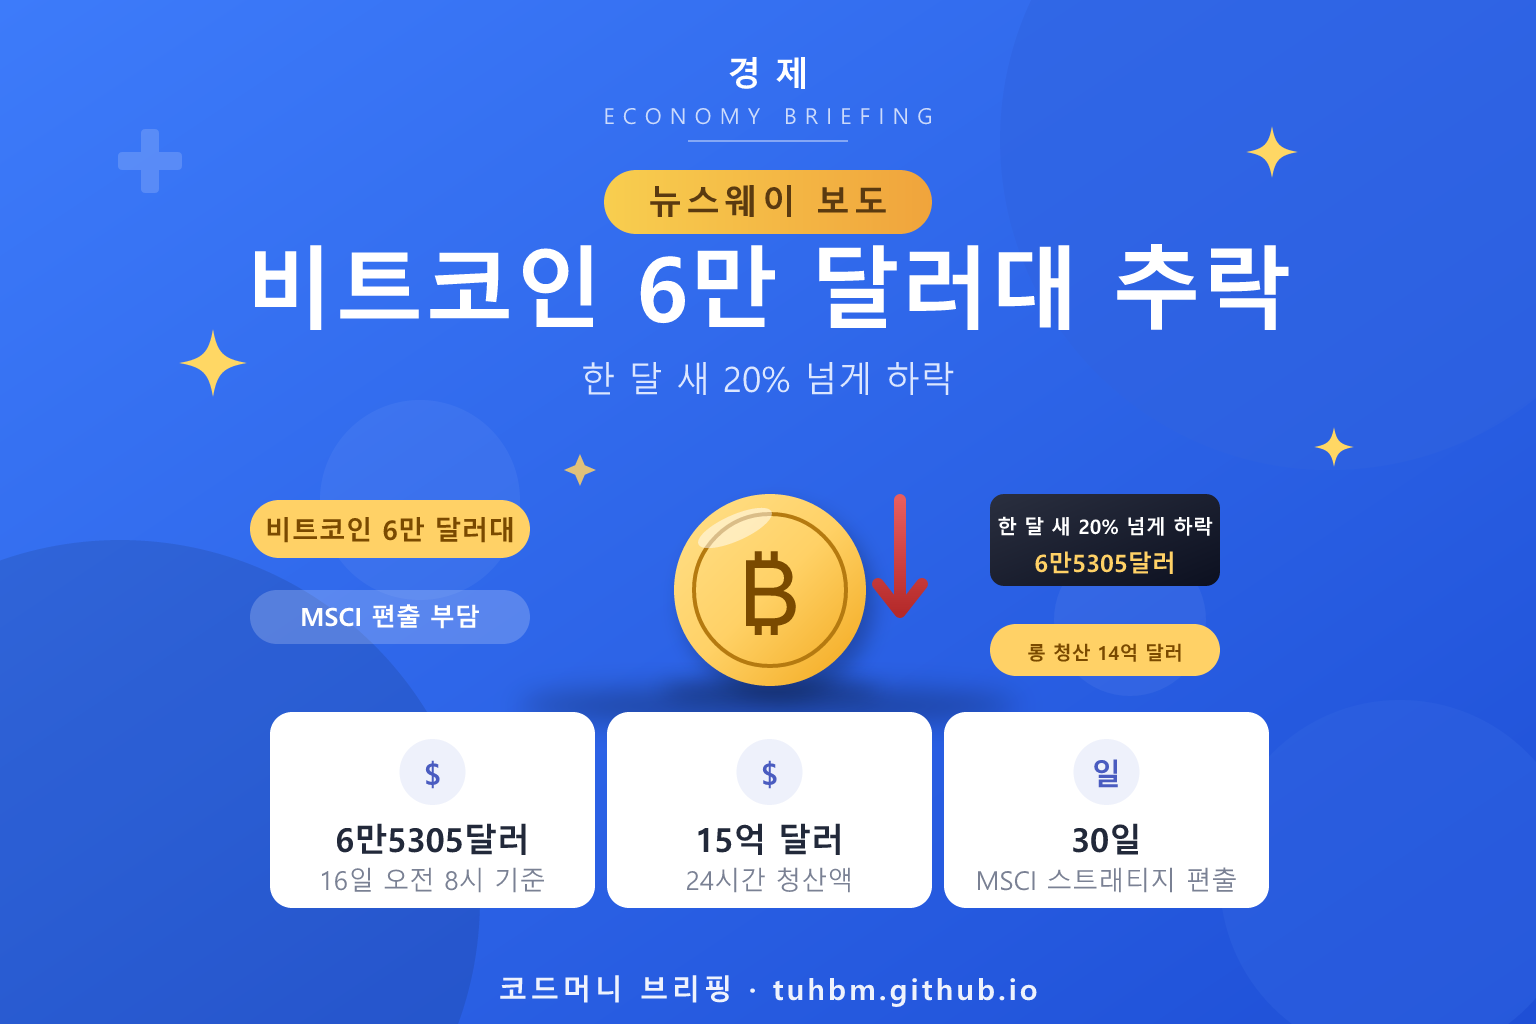 경제
ECONOMY BRIEFING
뉴스웨이 보도
비트코인 6만 달러대 추락
한 달 새 20% 넘게 하락
비트코인 6만 달러대
MSCI 편출 부담
한 달 새 20% 넘게 하락
6만5305달러
롱 청산 14억 달러
$
6만5305달러
16일 오전 8시 기준
$
15억 달러
24시간 청산액
일
30일
MSCI 스트래티지 편출
코드머니 브리핑 · tuhbm.github.io